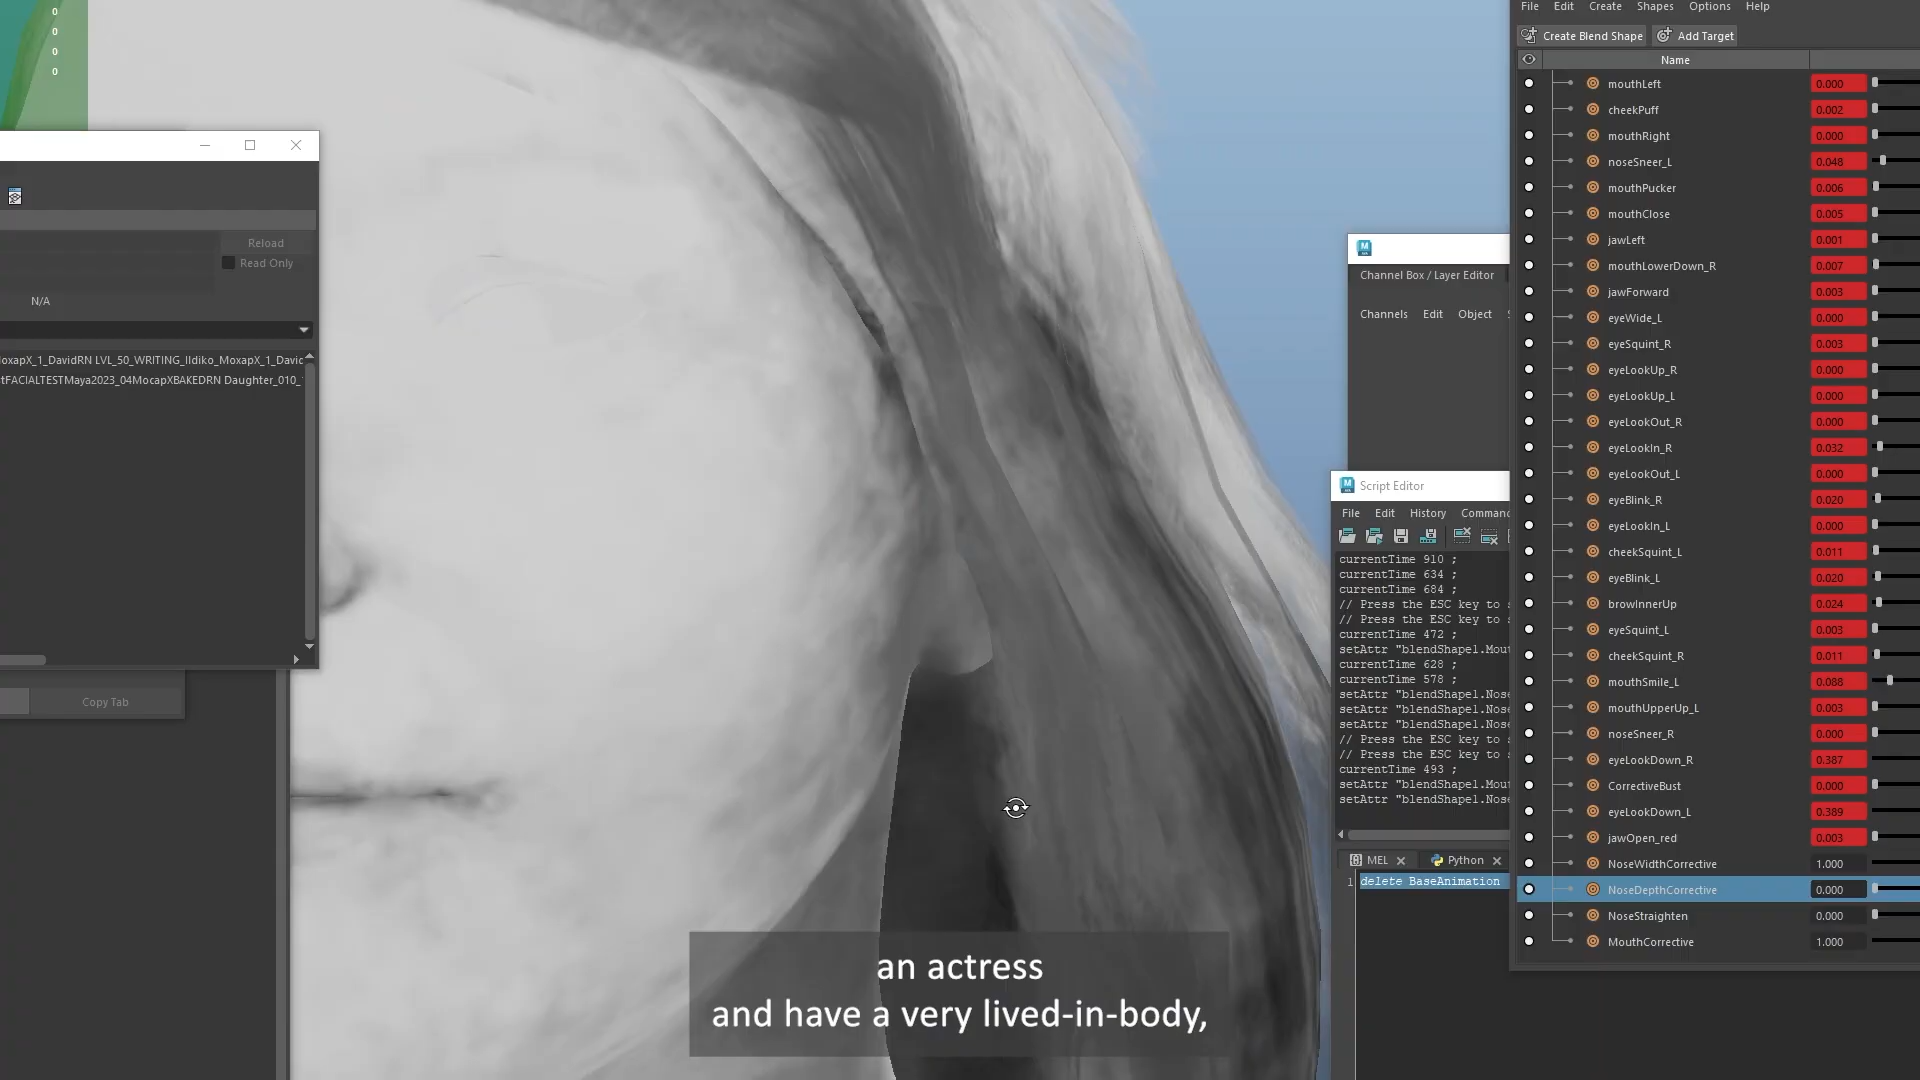 0
0
0
0
Reload
Read Only
N/A
oxapX_1_DavidRN LVL_50_WRITING_Ildiko_MoxapX_1_Davic
tFACIALTESTMaya2023_04MocapXBAKEDRN Daughter_010_
Copy Tab
Channel Box / Layer Editor
Channels Edit Object
Script Editor
File Edit History Command
currentTime 910 ;
currentTime 634 ;
currentTime 684 ;
// Press the ESC key to
// Press the ESC key to
currentTime 472 ;
setAttr "blendShape1.Mout
currentTime 628 ;
currentTime 578 ;
setAttr "blendShape1.Nose
setAttr "blendShape1.Nose
setAttr "blendShape1.Nose
// Press the ESC key to
// Press the ESC key to
currentTime 493 ;
setAttr "blendShape1.Mout
setAttr "blendShape1.Nose
MEL Python
1 delete BaseAnimation
File Edit Create Shapes Options Help
Create Blend Shape Add Target
Name
mouthLeft 0.000
cheekPuff 0.002
mouthRight 0.000
noseSneer_L 0.048
mouthPucker 0.006
mouthClose 0.005
jawLeft 0.001
mouthLowerDown_R 0.007
jawForward 0.003
eyeWide_L 0.000
eyeSquint_R 0.003
eyeLookUp_R 0.000
eyeLookUp_L 0.000
eyeLookOut_R 0.000
eyeLookIn_R 0.032
eyeLookOut_L 0.000
eyeBlink_R 0.020
eyeLookIn_L 0.000
cheekSquint_L 0.011
eyeBlink_L 0.020
browInnerUp 0.024
eyeSquint_L 0.003
cheekSquint_R 0.011
mouthSmile_L 0.088
mouthUpperUp_L 0.003
noseSneer_R 0.000
eyeLookDown_R 0.387
CorrectiveBust 0.000
eyeLookDown_L 0.389
jawOpen_red 0.003
NoseWidthCorrective 1.000
NoseDepthCorrective 0.000
NoseStraighten 0.000
MouthCorrective 1.000
an actress
and have a very lived-in-body,